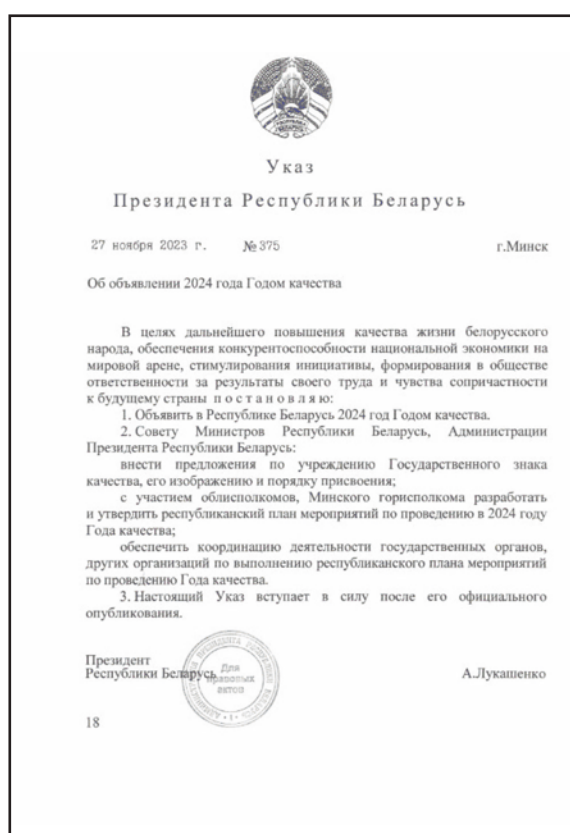 Указ
Президента Республики Беларусь
27 ноября 2023 г. № 375 г.Минск
Об объявлении 2024 года Годом качества
В целях дальнейшего повышения качества жизни белорусского
народа, обеспечения конкурентоспособности национальной экономики на
мировой арене, стимулирования инициативы, формирования в обществе
ответственности за результаты своего труда и чувства сопричастности
к будущему страны п о с т а н о в л я ю:
1. Объявить в Республике Беларусь 2024 год Годом качества.
2. Совету Министров Республики Беларусь, Администрации
Президента Республики Беларусь:
внести предложения по учреждению Государственного знака
качества, его изображению и порядку присвоения;
с участием облисполкомов, Минского горисполкома разработать
и утвердить республиканский план мероприятий по проведению в 2024 году
Года качества;
обеспечить координацию деятельности государственных органов,
других организаций по выполнению республиканского плана мероприятий
по проведению Года качества.
3. Настоящий Указ вступает в силу после его официального
опубликования.
Президент
Республики Беларусь А.Лукашенко
Для
правовых
актов
18